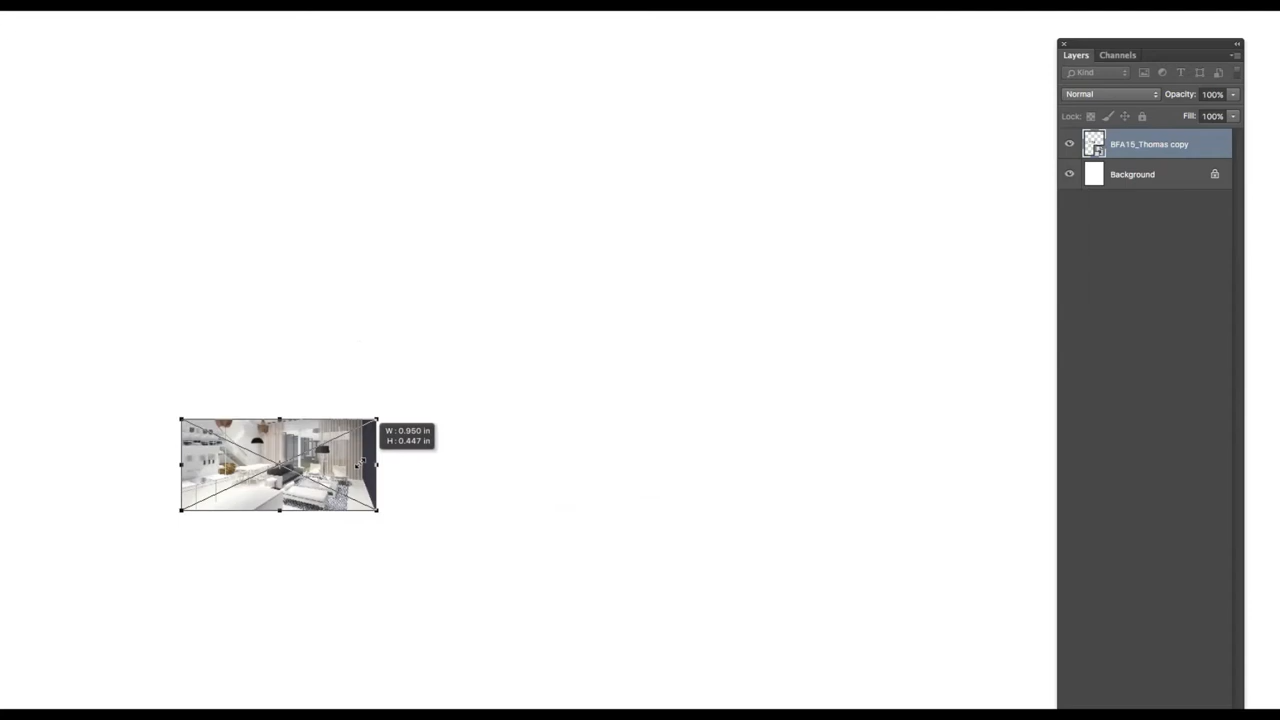 Layers Channels
Kind
Normal Opacity: 100%
Lock: Fill: 100%
BFA15_Thomas copy
Background
W : 0.950 in
H : 0.447 in